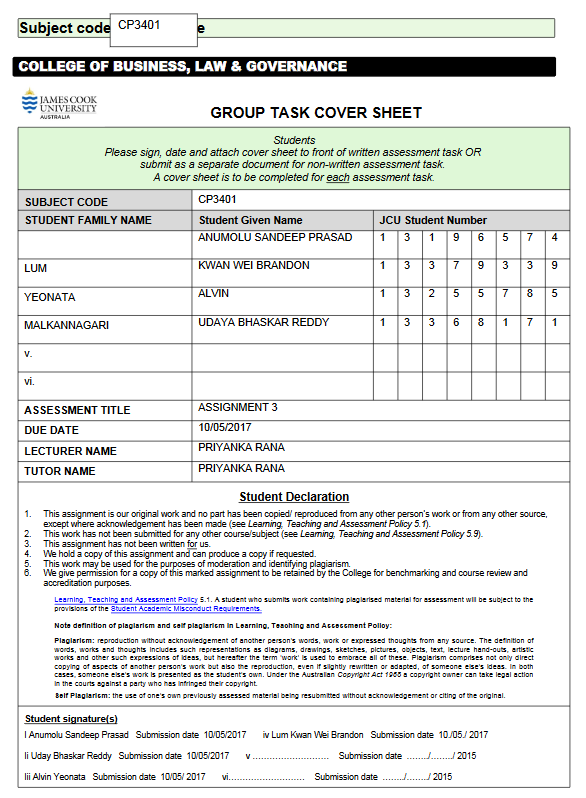 Subject code CP3401 e
COLLEGE OF BUSINESS, LAW & GOVERNANCE
JAMES COOK
UNIVERSITY
AUSTRALIA
GROUP TASK COVER SHEET
Students
Please sign, date and attach cover sheet to front of written assessment task OR
submit as a separate document for non-written assessment task.
A cover sheet is to be completed for each assessment task.
SUBJECT CODE CP3401
STUDENT FAMILY NAME Student Given Name JCU Student Number
ANUMOLU SANDEEP PRASAD 1 3 1 9 6 5 7 4
LUM KWAN WEI BRANDON 1 3 3 7 9 3 3 9
YEONATA ALVIN 1 3 2 5 5 7 8 5
MALKANNAGARI UDAYA BHASKAR REDDY 1 3 3 6 8 1 7 1
v.
vi.
ASSESSMENT TITLE ASSIGNMENT 3
DUE DATE 10/05/2017
LECTURER NAME PRIYANKA RANA
TUTOR NAME PRIYANKA RANA
Student Declaration
1. This assignment is our original work and no part has been copied/ reproduced from any other person's work or from any other source,
except where acknowledgement has been made (see Learning, Teaching and Assessment Policy 5.1).
2. This work has not been submitted for any other course/subject (see Learning, Teaching and Assessment Policy 5.9).
3. This assignment has not been written for us.
4. We hold a copy of this assignment and can produce a copy if requested.
5. This work may be used for the purposes of moderation and identifying plagiarism.
6. We give permission for a copy of this marked assignment to be retained by the College for benchmarking and course review and
accreditation purposes.
Learning, Teaching and Assessment Policy 5.1. A student who submits work containing plagiarised material for assessment will be subject to the
provisions of the Student Academic Misconduct Requirements.
Note definition of plagiarism and self plagiarism in Learning, Teaching and Assessment Policy:
Plagiarism: reproduction without acknowledgement of another person's words, work or expressed thoughts from any source. The definition of
words, works and thoughts includes such representations as diagrams, drawings, sketches, pictures, objects, text, lecture hand-outs, artistic
works and other such expressions of ideas, but hereafter the term 'work' is used to embrace all of these. Plagiarism comprises not only direct
copying of aspects of another person's work but also the reproduction, even if slightly rewritten or adapted, of someone else's ideas. In both
cases, someone else's work is presented as the student's own. Under the Australian Copyright Act 1968 a copyright owner can take legal action
in the courts against a party who has infringed their copyright.
Self Plagiarism: the use of one's own previously assessed material being resubmitted without acknowledgement or citing of the original.
Student signature(s)
I Anumolu Sandeep Prasad Submission date 10/05/2017 iv Lum Kwan Wei Brandon Submission date 10./05./ 2017
Ii Uday Bhaskar Reddy Submission date 10/05/2017 v ........................... Submission date ......../......../ 2015
Iii Alvin Yeonata Submission date 10/05/ 2017 vi........................... Submission date ......../......../ 2015